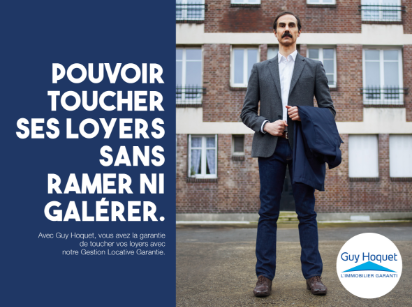 POUVOIR
TOUCHER
SES LOYERS
SANS
RAMER NI
GALÉRER.
Avec Guy Hoquet, vous avez la garantie
de toucher vos loyers avec
notre Gestion Locative Garantie.
Guy Hoquet
L'IMMOBILIER GARANTI